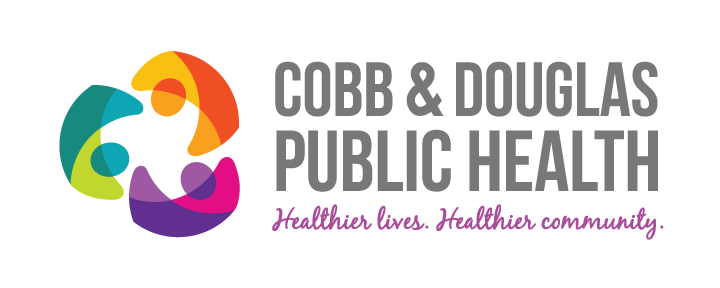 COBB & DOUGLAS
PUBLIC HEALTH
Healthier lives. Healthier community.